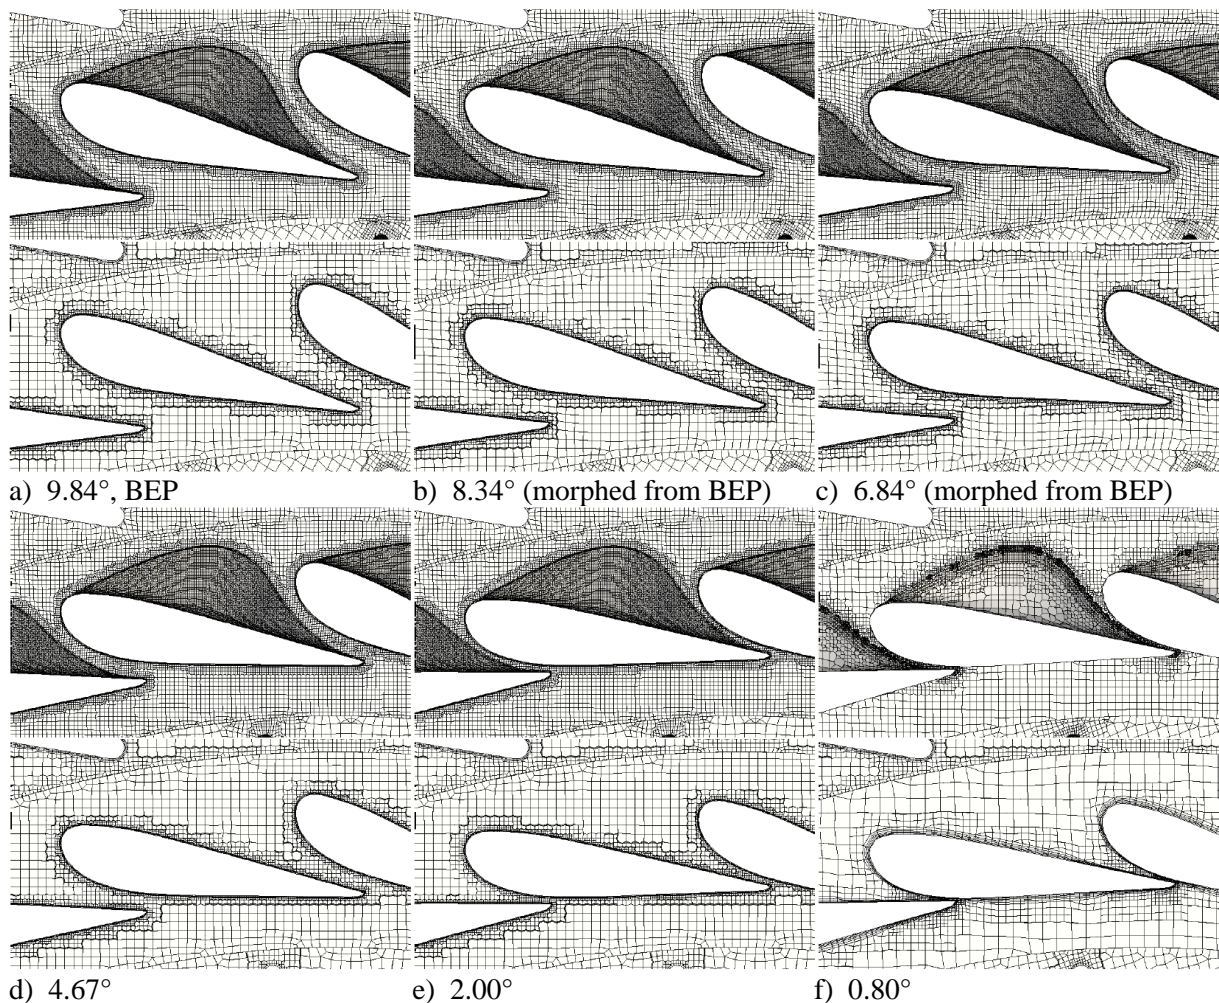 a) 9.84°, BEP
b) 8.34° (morphed from BEP)
c) 6.84° (morphed from BEP)
d) 4.67°
e) 2.00°
f) 0.80°